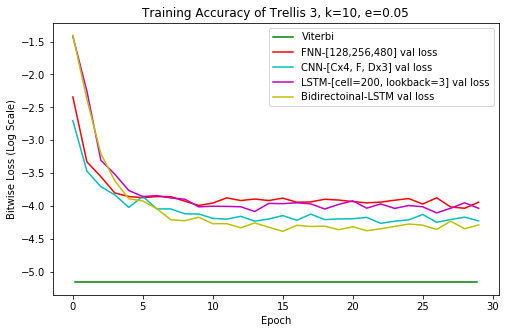 Training Accuracy of Trellis 3, k=10, e=0.05
Viterbi
FNN-[128,256,480] val loss
CNN-[Cx4, F, Dx3] val loss
LSTM-[cell=200, lookback=3] val loss
Bidirectoinal-LSTM val loss
Bitwise Loss (Log Scale)
−1.5
−2.0
−2.5
−3.0
−3.5
−4.0
−4.5
−5.0
0 5 10 15 20 25 30
Epoch